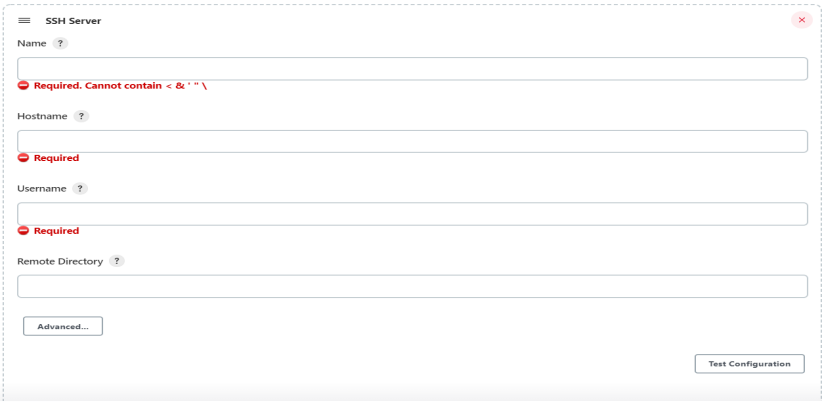 SSH Server
Name ?
Required. Cannot contain < & ' " \
Hostname ?
Required
Username ?
Required
Remote Directory ?
Advanced...
Test Configuration